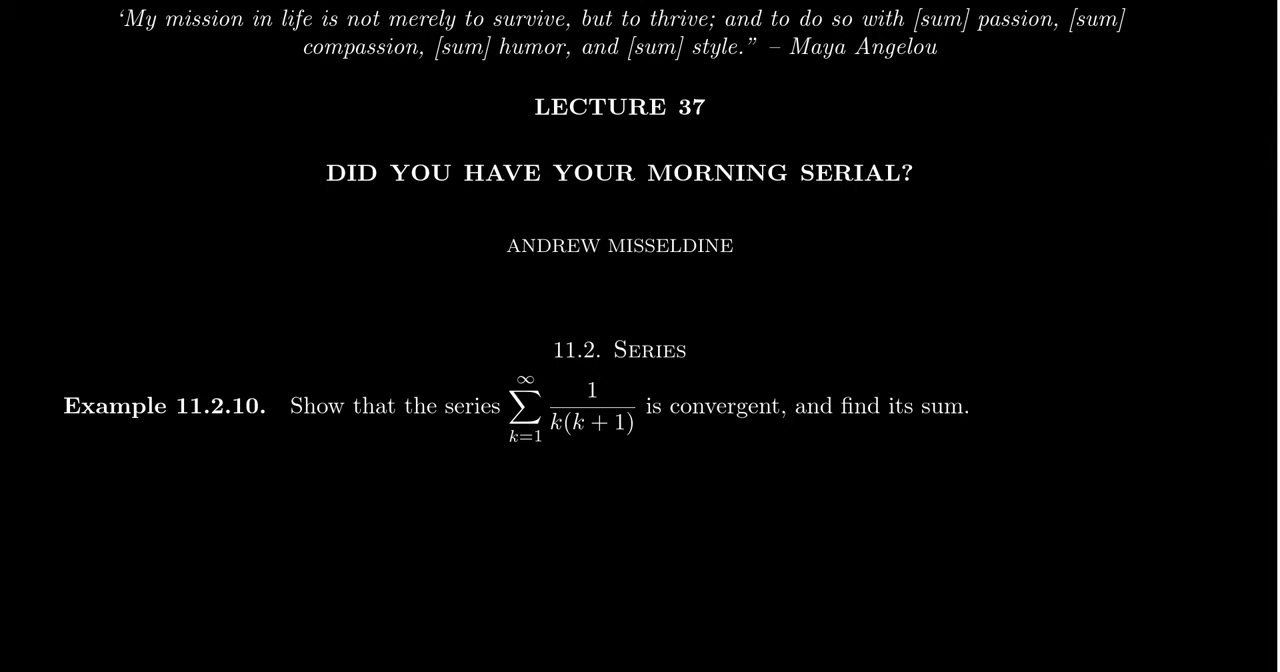 ‘My mission in life is not merely to survive, but to thrive; and to do so with [sum] passion, [sum]
compassion, [sum] humor, and [sum] style.” – Maya Angelou
LECTURE 37
DID YOU HAVE YOUR MORNING SERIAL?
ANDREW MISSELDINE
11.2. Series
Example 11.2.10. Show that the series $\sum_{k=1}^{\infty} \frac{1}{k(k+1)}$ is convergent, and find its sum.